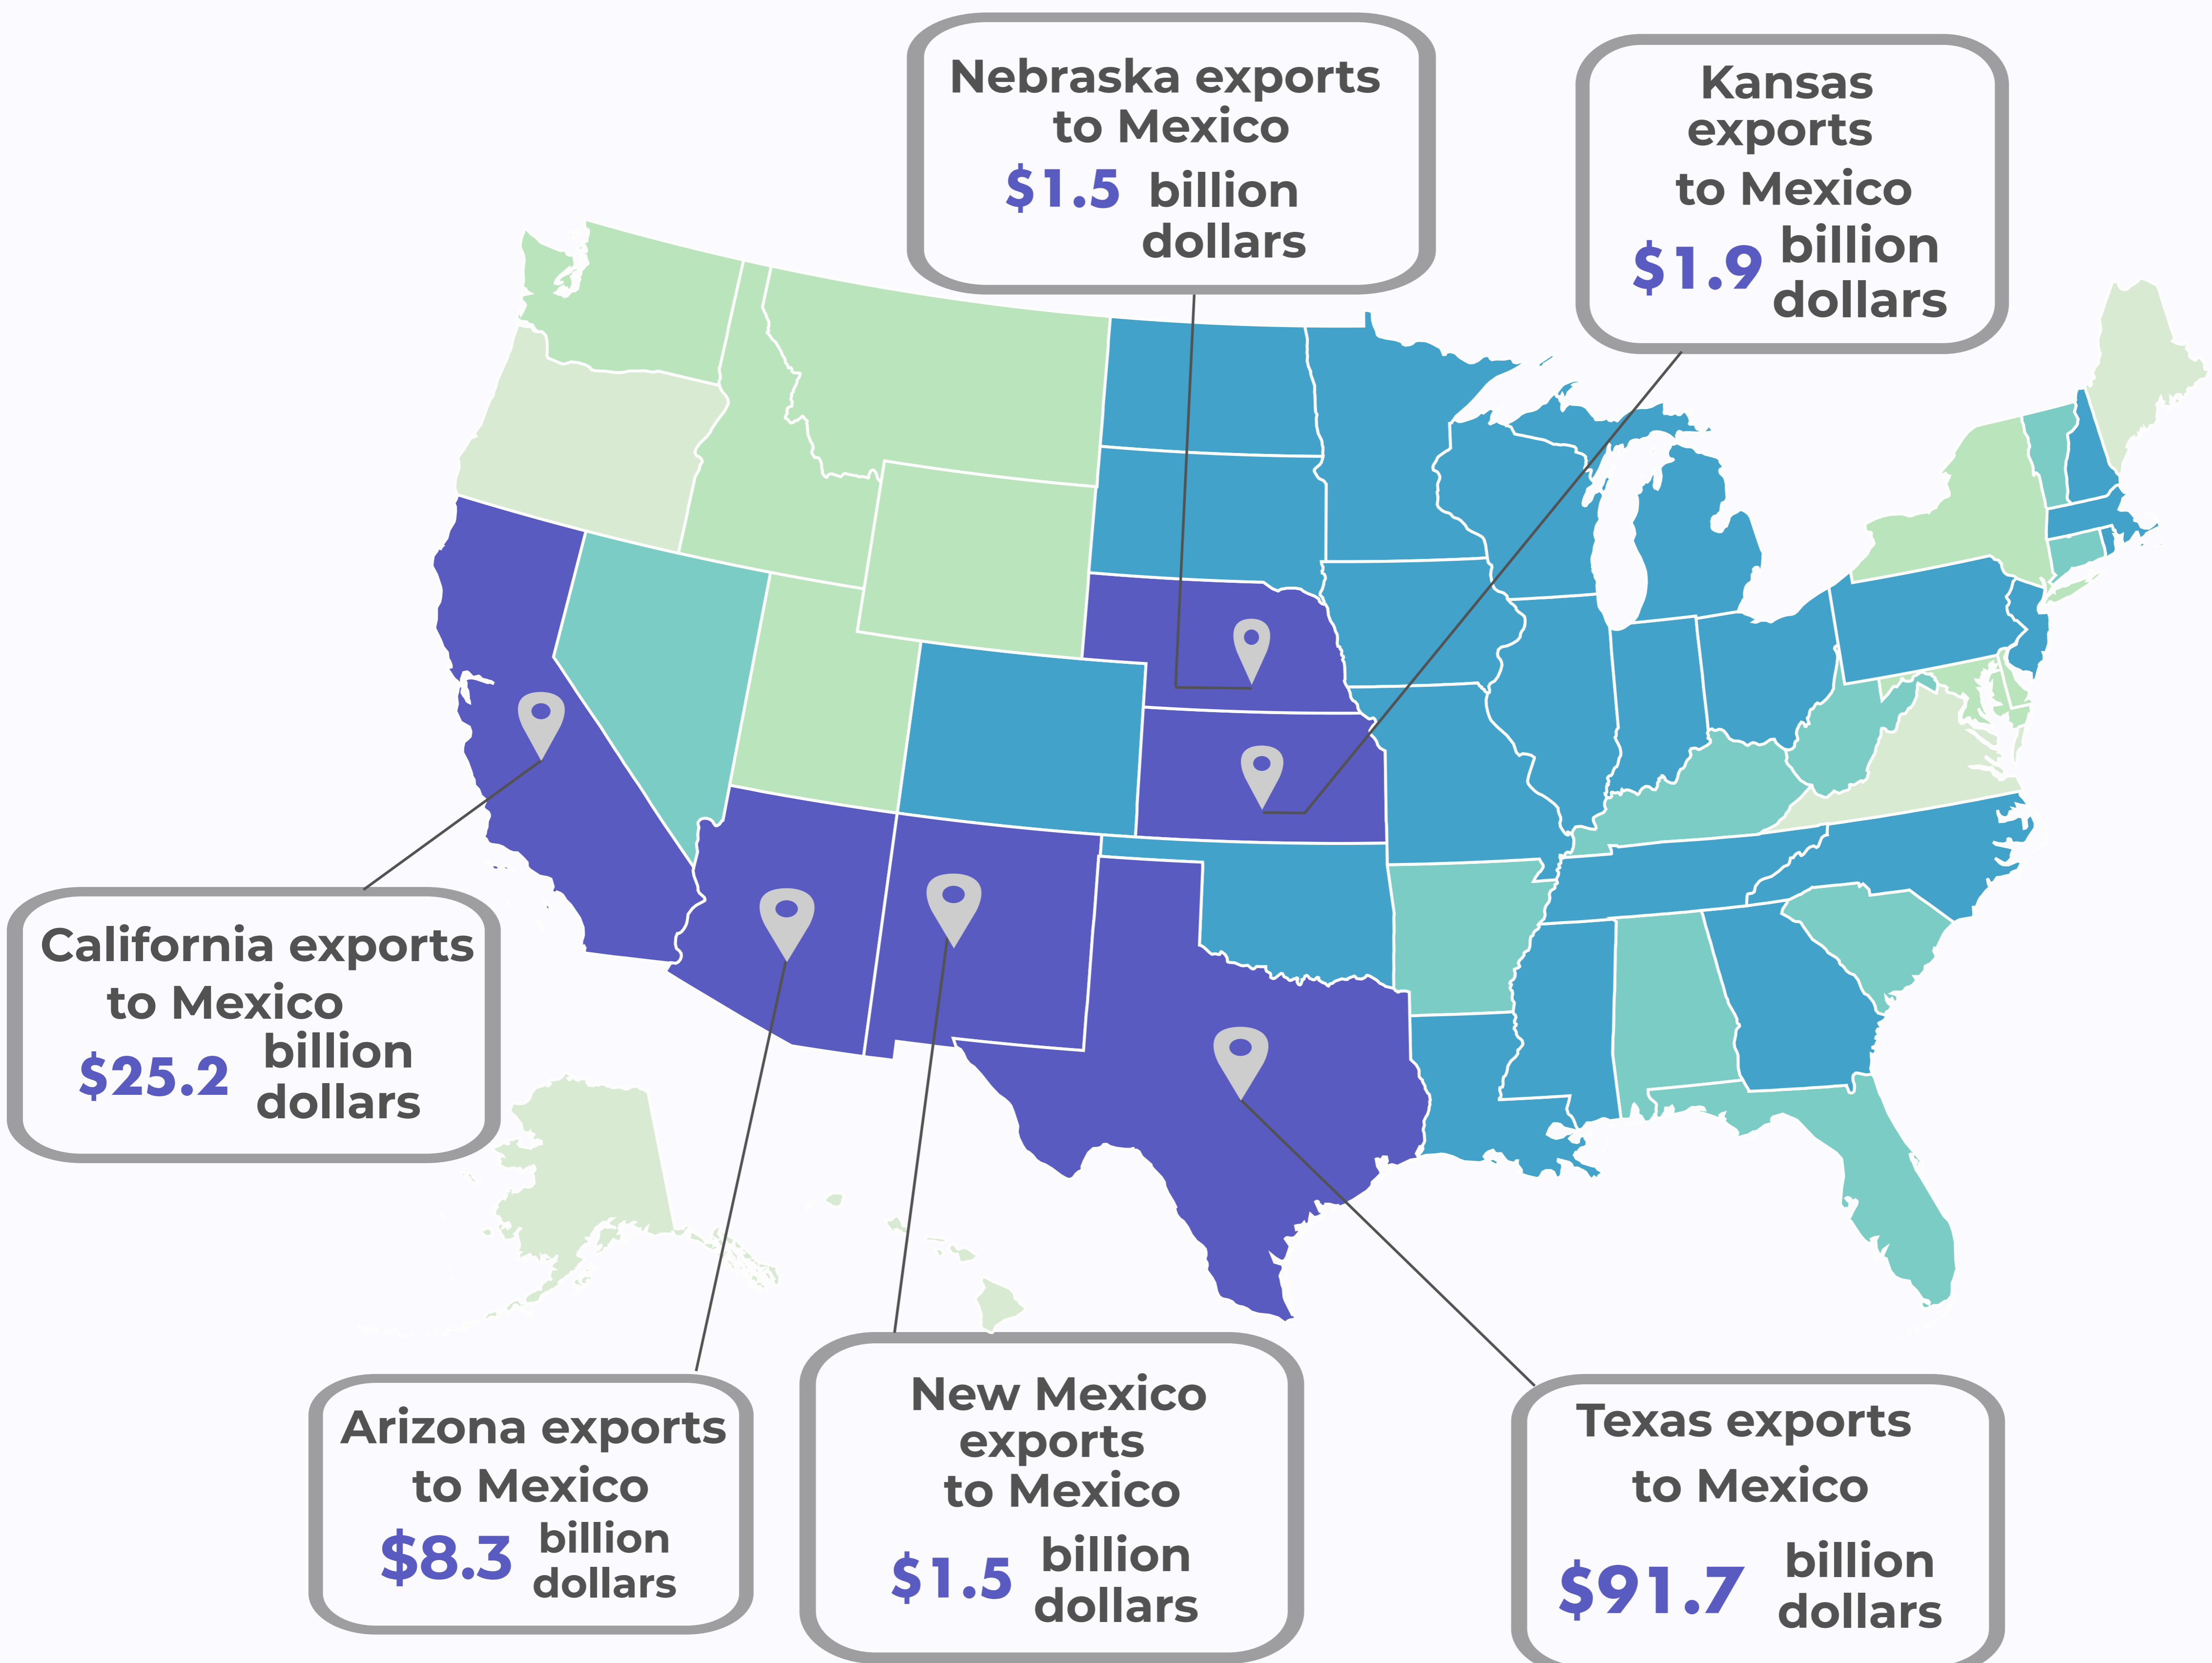 Nebraska exports
to Mexico
$1.5 billion
dollars
Kansas
exports
to Mexico
$1.9 billion
dollars
California exports
to Mexico
$25.2 billion
dollars
Arizona exports
to Mexico
$8.3 billion
dollars
New Mexico
exports
to Mexico
$1.5 billion
dollars
Texas exports
to Mexico
$91.7 billion
dollars